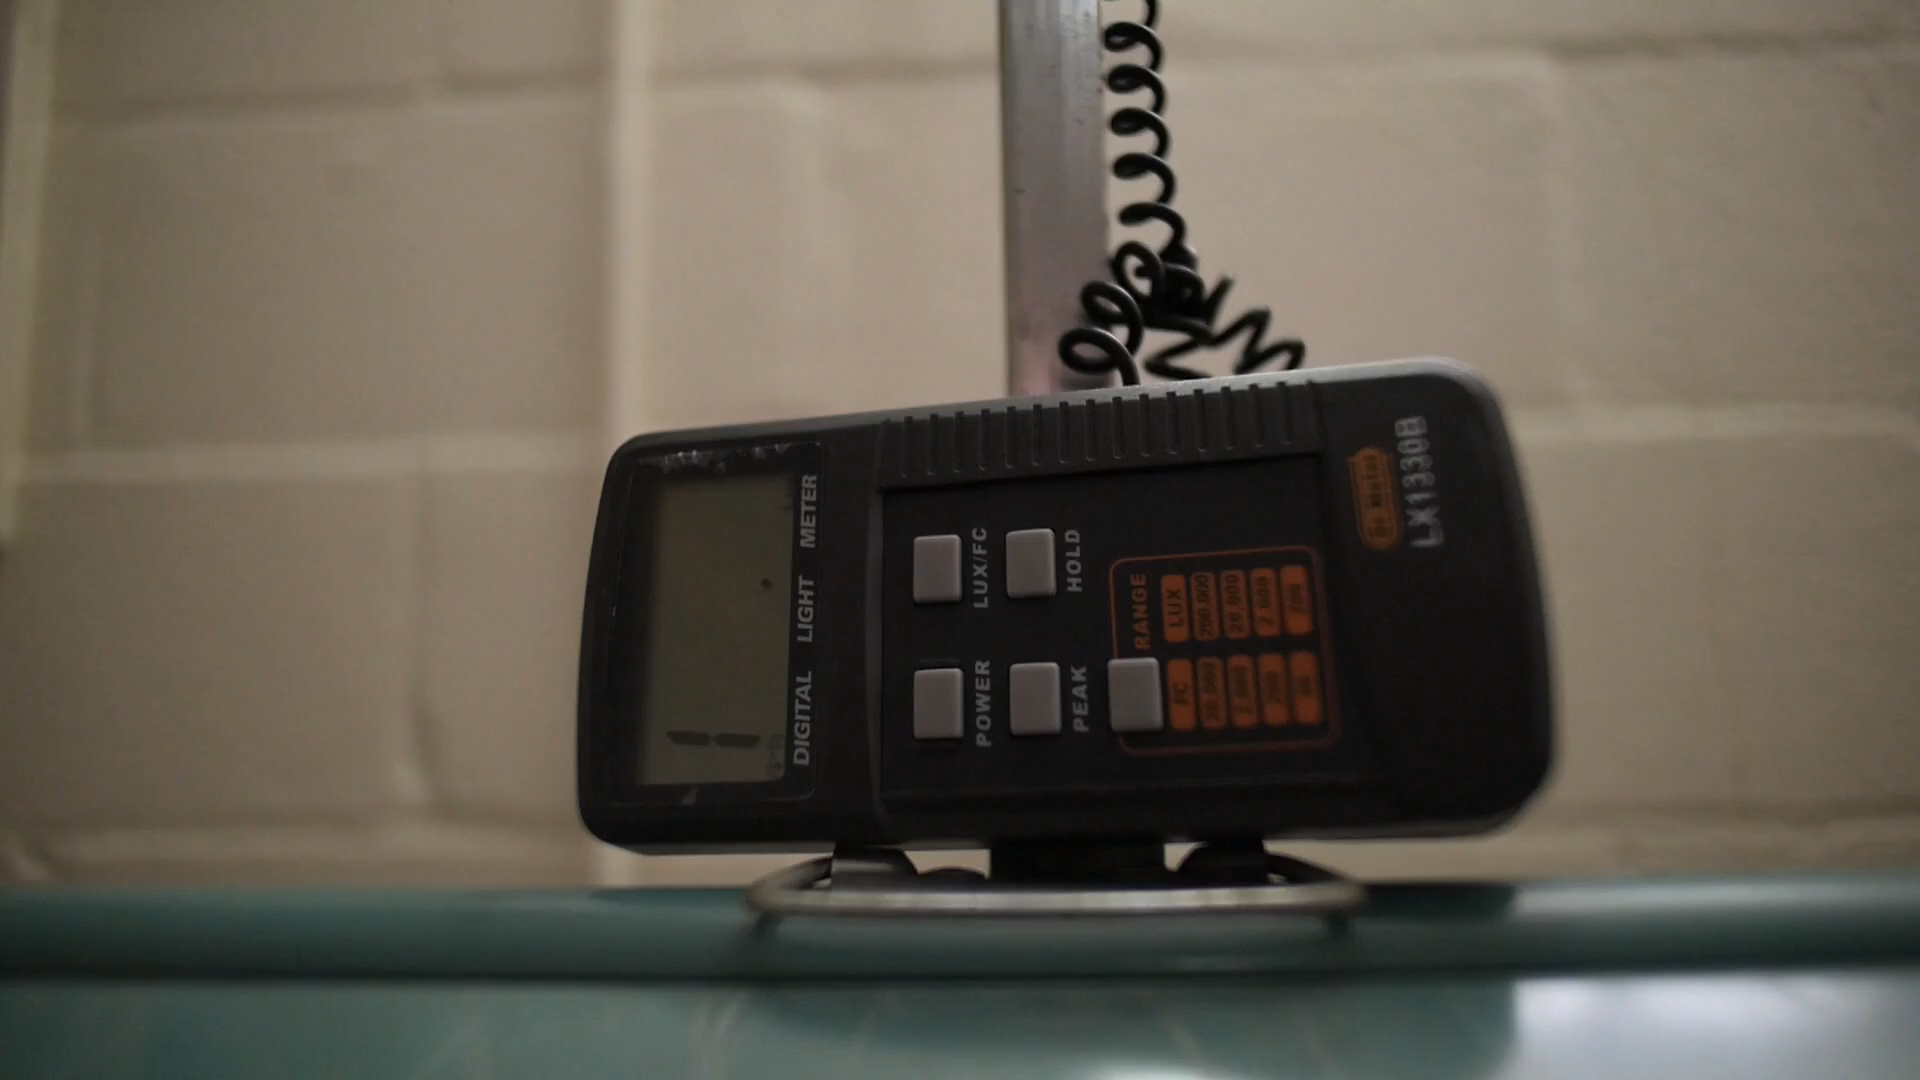 DIGITAL LIGHT METER
POWER
LUX/FC
PEAK
HOLD
RANGE
FC
LUX
20,000
200,000
2,000
20,000
200
2,000
20
200
LX1330B
1